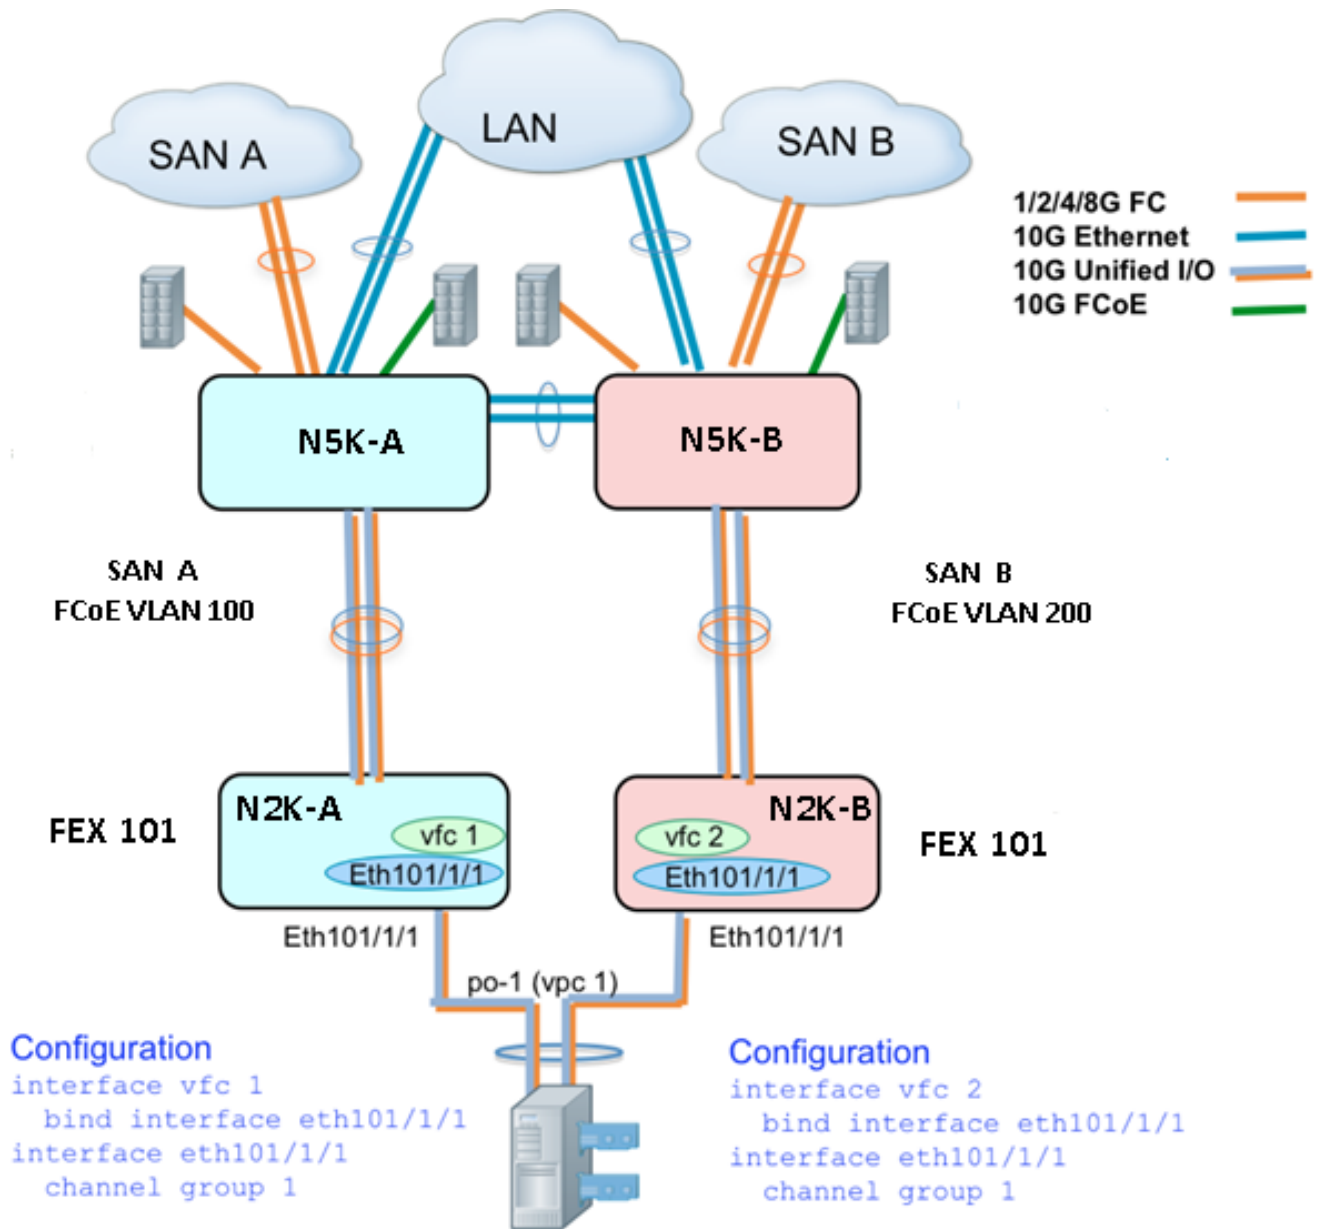 LAN
SAN A
SAN B
1/2/4/8G FC
10G Ethernet
10G Unified I/O
10G FCoE
N5K-A
N5K-B
SAN A
FCoE VLAN 100
SAN B
FCoE VLAN 200
N2K-A
vfc 1
Eth101/1/1
FEX 101
N2K-B
vfc 2
Eth101/1/1
FEX 101
Eth101/1/1
Eth101/1/1
po-1 (vpc 1)
Configuration
interface vfc 1
bind interface eth101/1/1
interface eth101/1/1
channel group 1
Configuration
interface vfc 2
bind interface eth101/1/1
interface eth101/1/1
channel group 1